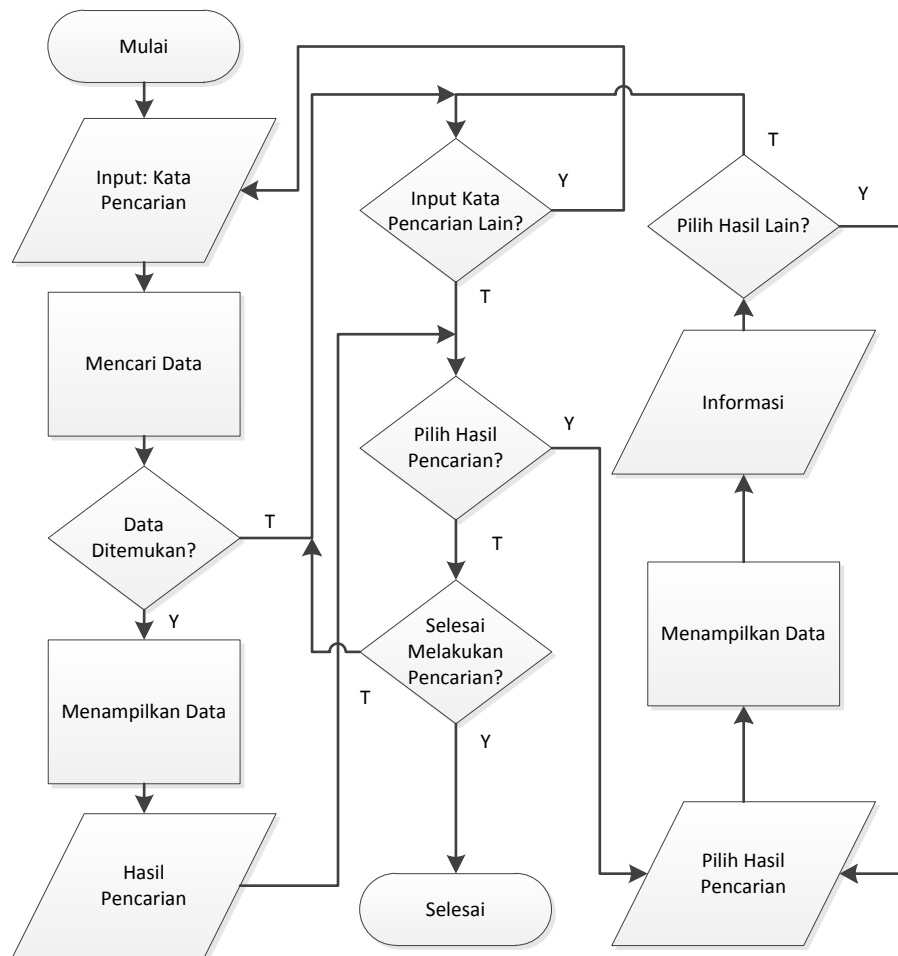 Mulai
Input: Kata
Pencarian
Mencari Data
Data
Ditemukan?
T
Y
Menampilkan Data
Hasil
Pencarian
Input Kata
Pencarian Lain?
Y
T
Pilih Hasil
Pencarian?
Y
T
Selesai
Melakukan
Pencarian?
T
Y
Selesai
T
Y
Pilih Hasil Lain?
Informasi
Menampilkan Data
Pilih Hasil
Pencarian